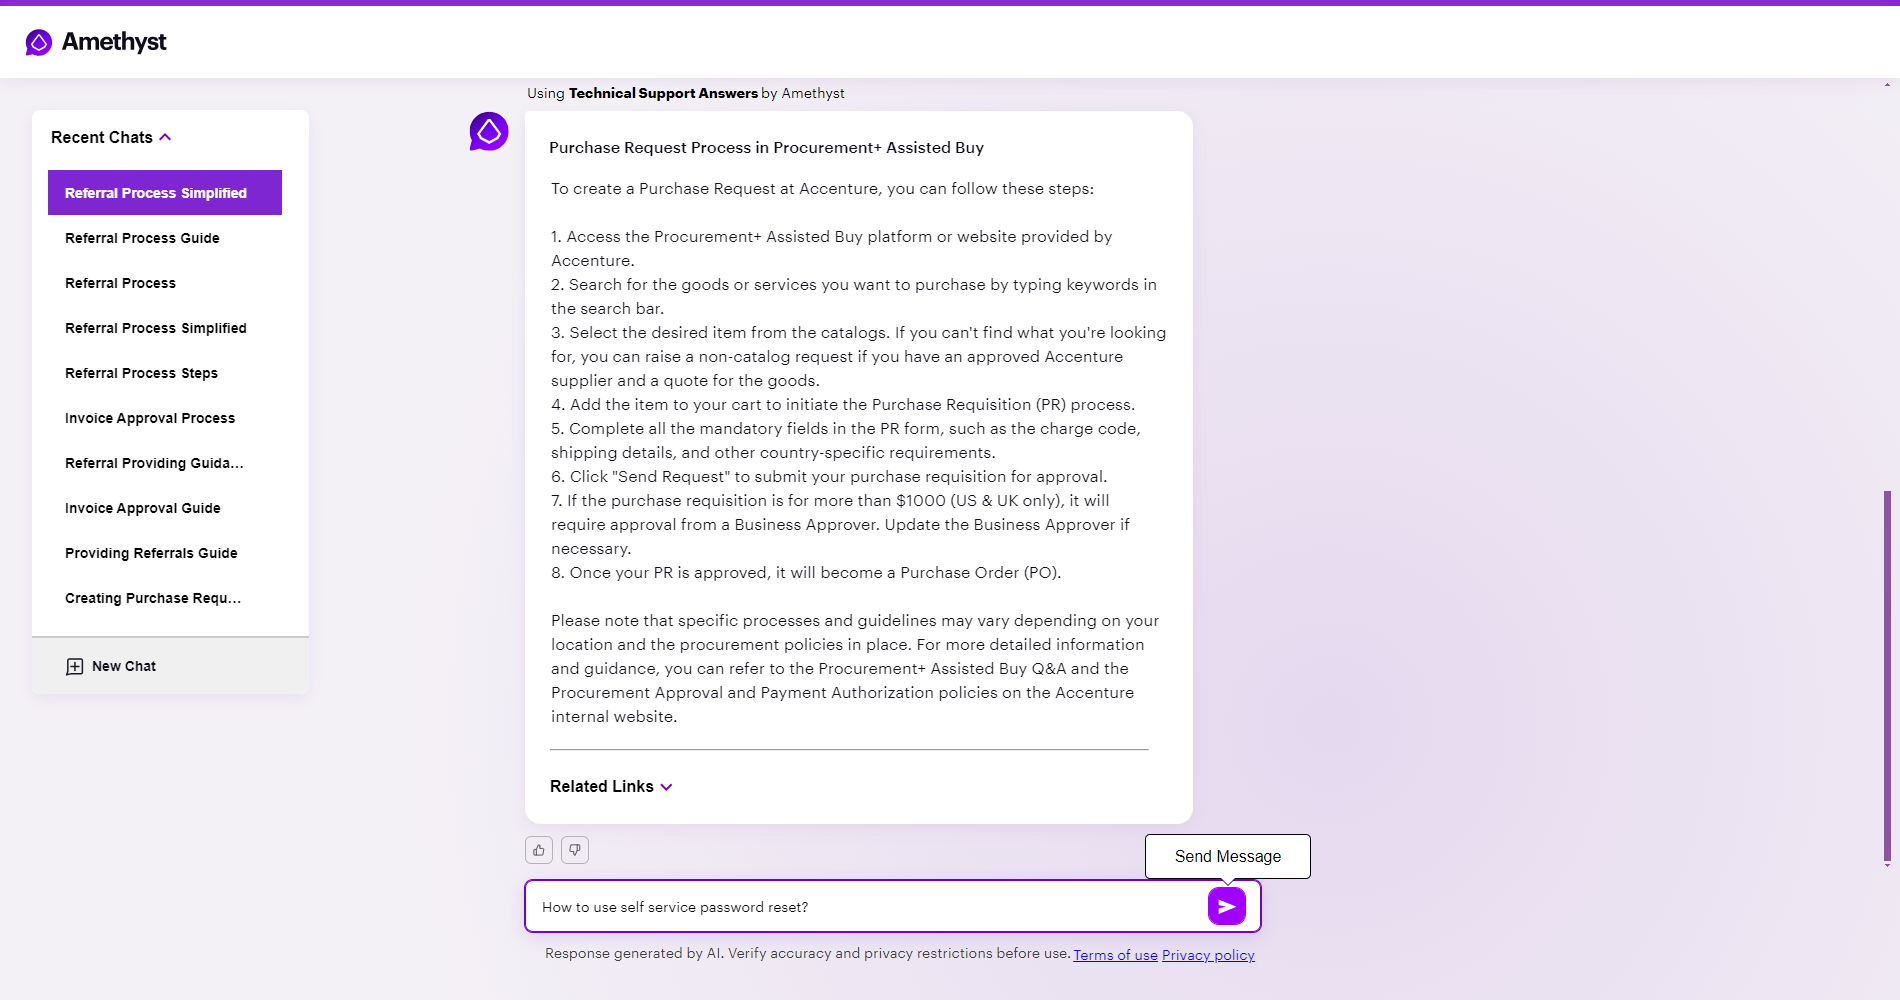 Amethyst
Recent Chats
Referral Process Simplified
Referral Process Guide
Referral Process
Referral Process Simplified
Referral Process Steps
Invoice Approval Process
Referral Providing Guida...
Invoice Approval Guide
Providing Referrals Guide
Creating Purchase Requ...
New Chat
Using Technical Support Answers by Amethyst
Purchase Request Process in Procurement+ Assisted Buy
To create a Purchase Request at Accenture, you can follow these steps:
1. Access the Procurement+ Assisted Buy platform or website provided by
Accenture.
2. Search for the goods or services you want to purchase by typing keywords in
the search bar.
3. Select the desired item from the catalogs. If you can't find what you're looking
for, you can raise a non-catalog request if you have an approved Accenture
supplier and a quote for the goods.
4. Add the item to your cart to initiate the Purchase Requisition (PR) process.
5. Complete all the mandatory fields in the PR form, such as the charge code,
shipping details, and other country-specific requirements.
6. Click "Send Request" to submit your purchase requisition for approval.
7. If the purchase requisition is for more than $1000 (US & UK only), it will
require approval from a Business Approver. Update the Business Approver if
necessary.
8. Once your PR is approved, it will become a Purchase Order (PO).
Please note that specific processes and guidelines may vary depending on your
location and the procurement policies in place. For more detailed information
and guidance, you can refer to the Procurement+ Assisted Buy Q&A and the
Procurement Approval and Payment Authorization policies on the Accenture
internal website.
Related Links
Send Message
How to use self service password reset?
Response generated by AI. Verify accuracy and privacy restrictions before use. Terms of use Privacy policy